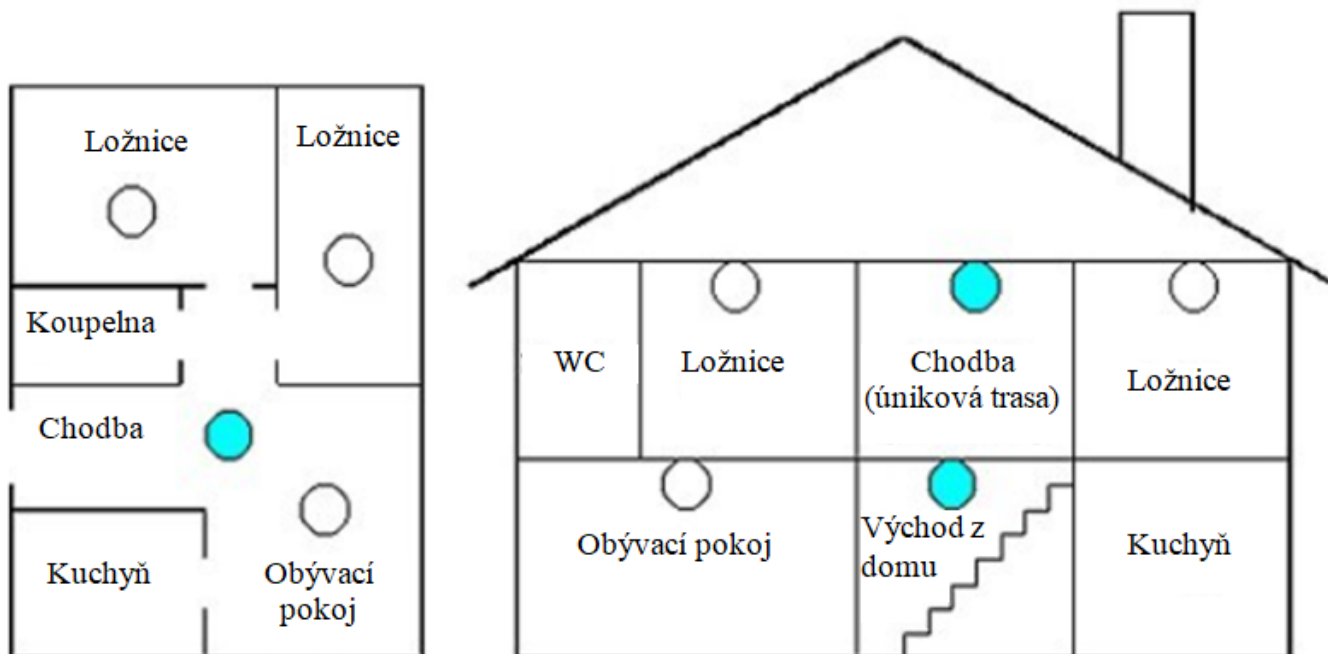 Ložnice
Ložnice
Koupelna
Chodba
Kuchyň
Obývací
pokoj
WC
Ložnice
Chodba
(úniková trasa)
Ložnice
Obývací pokoj
Východ z
domu
Kuchyň